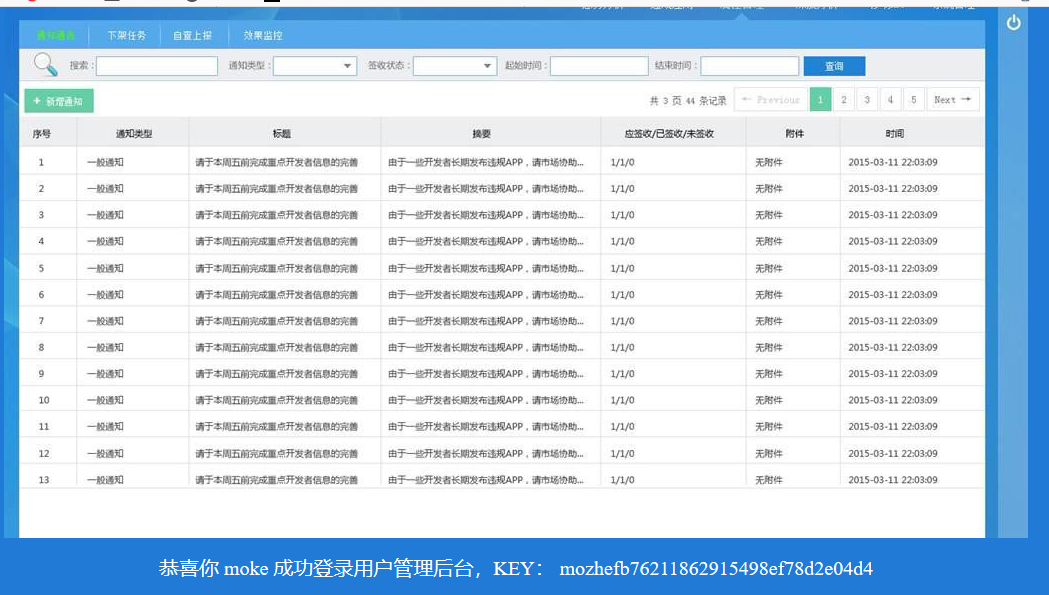 通知通告 下架任务 自查上报 效果监控
搜索： 通知类型： 签收状态： 起始时间： 结束时间： 查询
+ 新增通知 共 3 页 44 条记录 ← Previous 1 2 3 4 5 Next →
序号 通知类型 标题 摘要 应签收/已签收/未签收 附件 时间
1 一般通知 请于本周五前完成重点开发者信息的完善 由于一些开发者长期发布违规APP，请市场协助... 1/1/0 无附件 2015-03-11 22:03:09
2 一般通知 请于本周五前完成重点开发者信息的完善 由于一些开发者长期发布违规APP，请市场协助... 1/1/0 无附件 2015-03-11 22:03:09
3 一般通知 请于本周五前完成重点开发者信息的完善 由于一些开发者长期发布违规APP，请市场协助... 1/1/0 无附件 2015-03-11 22:03:09
4 一般通知 请于本周五前完成重点开发者信息的完善 由于一些开发者长期发布违规APP，请市场协助... 1/1/0 无附件 2015-03-11 22:03:09
5 一般通知 请于本周五前完成重点开发者信息的完善 由于一些开发者长期发布违规APP，请市场协助... 1/1/0 无附件 2015-03-11 22:03:09
6 一般通知 请于本周五前完成重点开发者信息的完善 由于一些开发者长期发布违规APP，请市场协助... 1/1/0 无附件 2015-03-11 22:03:09
7 一般通知 请于本周五前完成重点开发者信息的完善 由于一些开发者长期发布违规APP，请市场协助... 1/1/0 无附件 2015-03-11 22:03:09
8 一般通知 请于本周五前完成重点开发者信息的完善 由于一些开发者长期发布违规APP，请市场协助... 1/1/0 无附件 2015-03-11 22:03:09
9 一般通知 请于本周五前完成重点开发者信息的完善 由于一些开发者长期发布违规APP，请市场协助... 1/1/0 无附件 2015-03-11 22:03:09
10 一般通知 请于本周五前完成重点开发者信息的完善 由于一些开发者长期发布违规APP，请市场协助... 1/1/0 无附件 2015-03-11 22:03:09
11 一般通知 请于本周五前完成重点开发者信息的完善 由于一些开发者长期发布违规APP，请市场协助... 1/1/0 无附件 2015-03-11 22:03:09
12 一般通知 请于本周五前完成重点开发者信息的完善 由于一些开发者长期发布违规APP，请市场协助... 1/1/0 无附件 2015-03-11 22:03:09
13 一般通知 请于本周五前完成重点开发者信息的完善 由于一些开发者长期发布违规APP，请市场协助... 1/1/0 无附件 2015-03-11 22:03:09
恭喜你 moke 成功登录用户管理后台，KEY： mozhefb76211862915498ef78d2e04d4